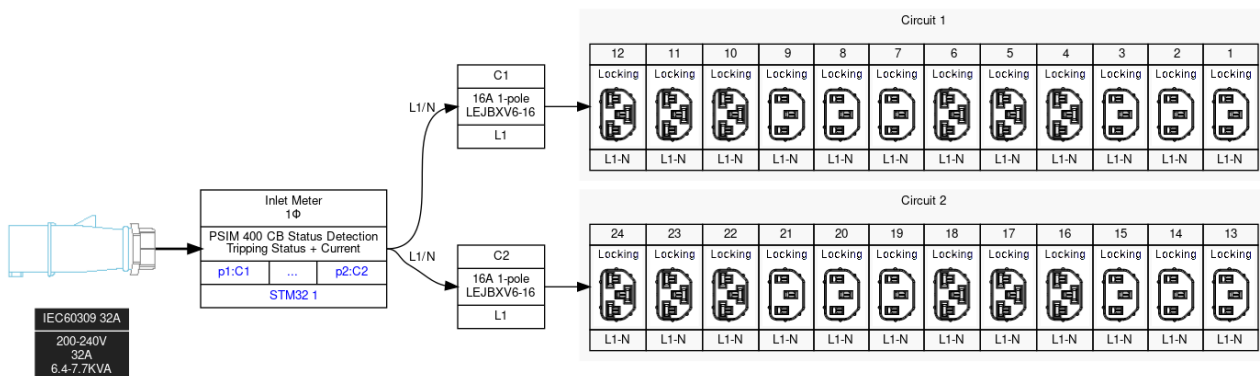 Circuit 1
12 11 10 9 8 7 6 5 4 3 2 1
Locking Locking Locking Locking Locking Locking Locking Locking Locking Locking Locking Locking
L1-N L1-N L1-N L1-N L1-N L1-N L1-N L1-N L1-N L1-N L1-N L1-N
C1
16A 1-pole
LEJBXV6-16
L1
L1/N
Inlet Meter
1Φ
PSIM 400 CB Status Detection
Tripping Status + Current
p1:C1 ... p2:C2
STM32 1
L1/N
C2
16A 1-pole
LEJBXV6-16
L1
Circuit 2
24 23 22 21 20 19 18 17 16 15 14 13
Locking Locking Locking Locking Locking Locking Locking Locking Locking Locking Locking Locking
L1-N L1-N L1-N L1-N L1-N L1-N L1-N L1-N L1-N L1-N L1-N L1-N
IEC60309 32A
200-240V
32A
6.4-7.7KVA